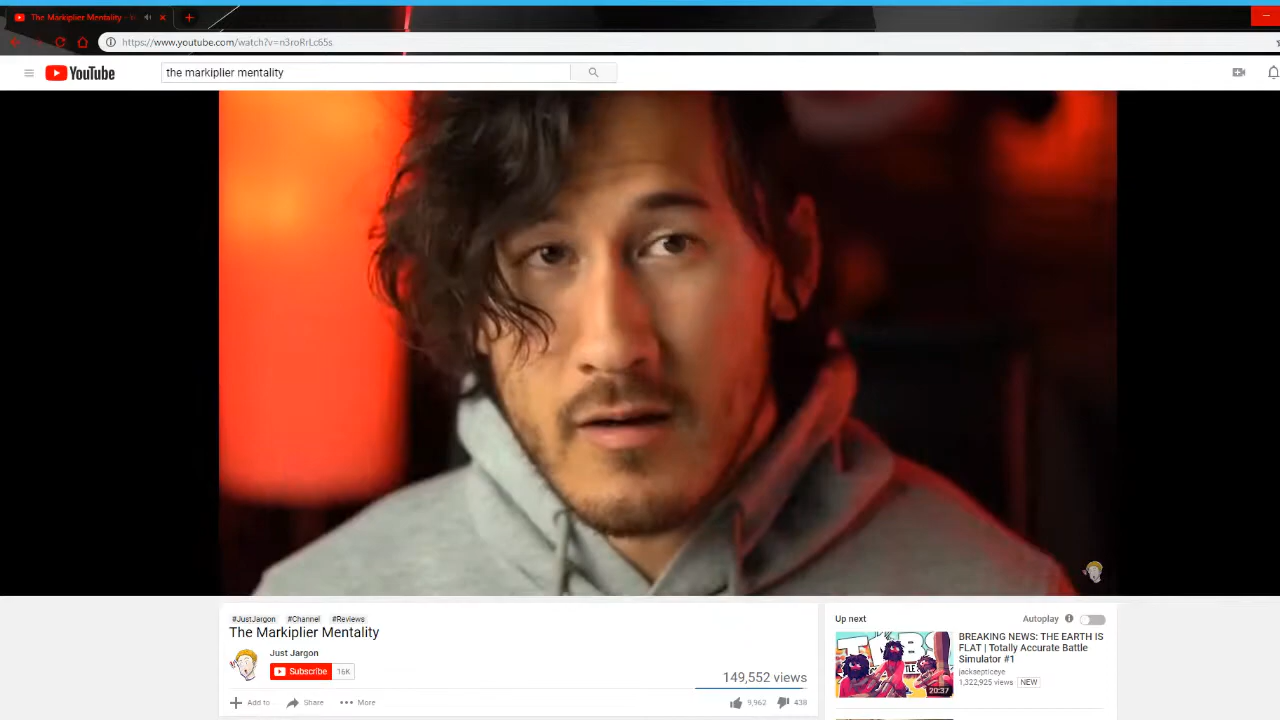 The Markiplier Mentality -
https://www.youtube.com/watch?v=n3roRrLc65s
YouTube
the markiplier mentality
#JustJargon #Channel #Reviews
The Markiplier Mentality
Just Jargon
Subscribe 16K
149,552 views
Add to Share More
9,962 438
Up next
Autoplay
BREAKING NEWS: THE EARTH IS
FLAT | Totally Accurate Battle
Simulator #1
jacksepticeye
1,322,925 views NEW
20:37